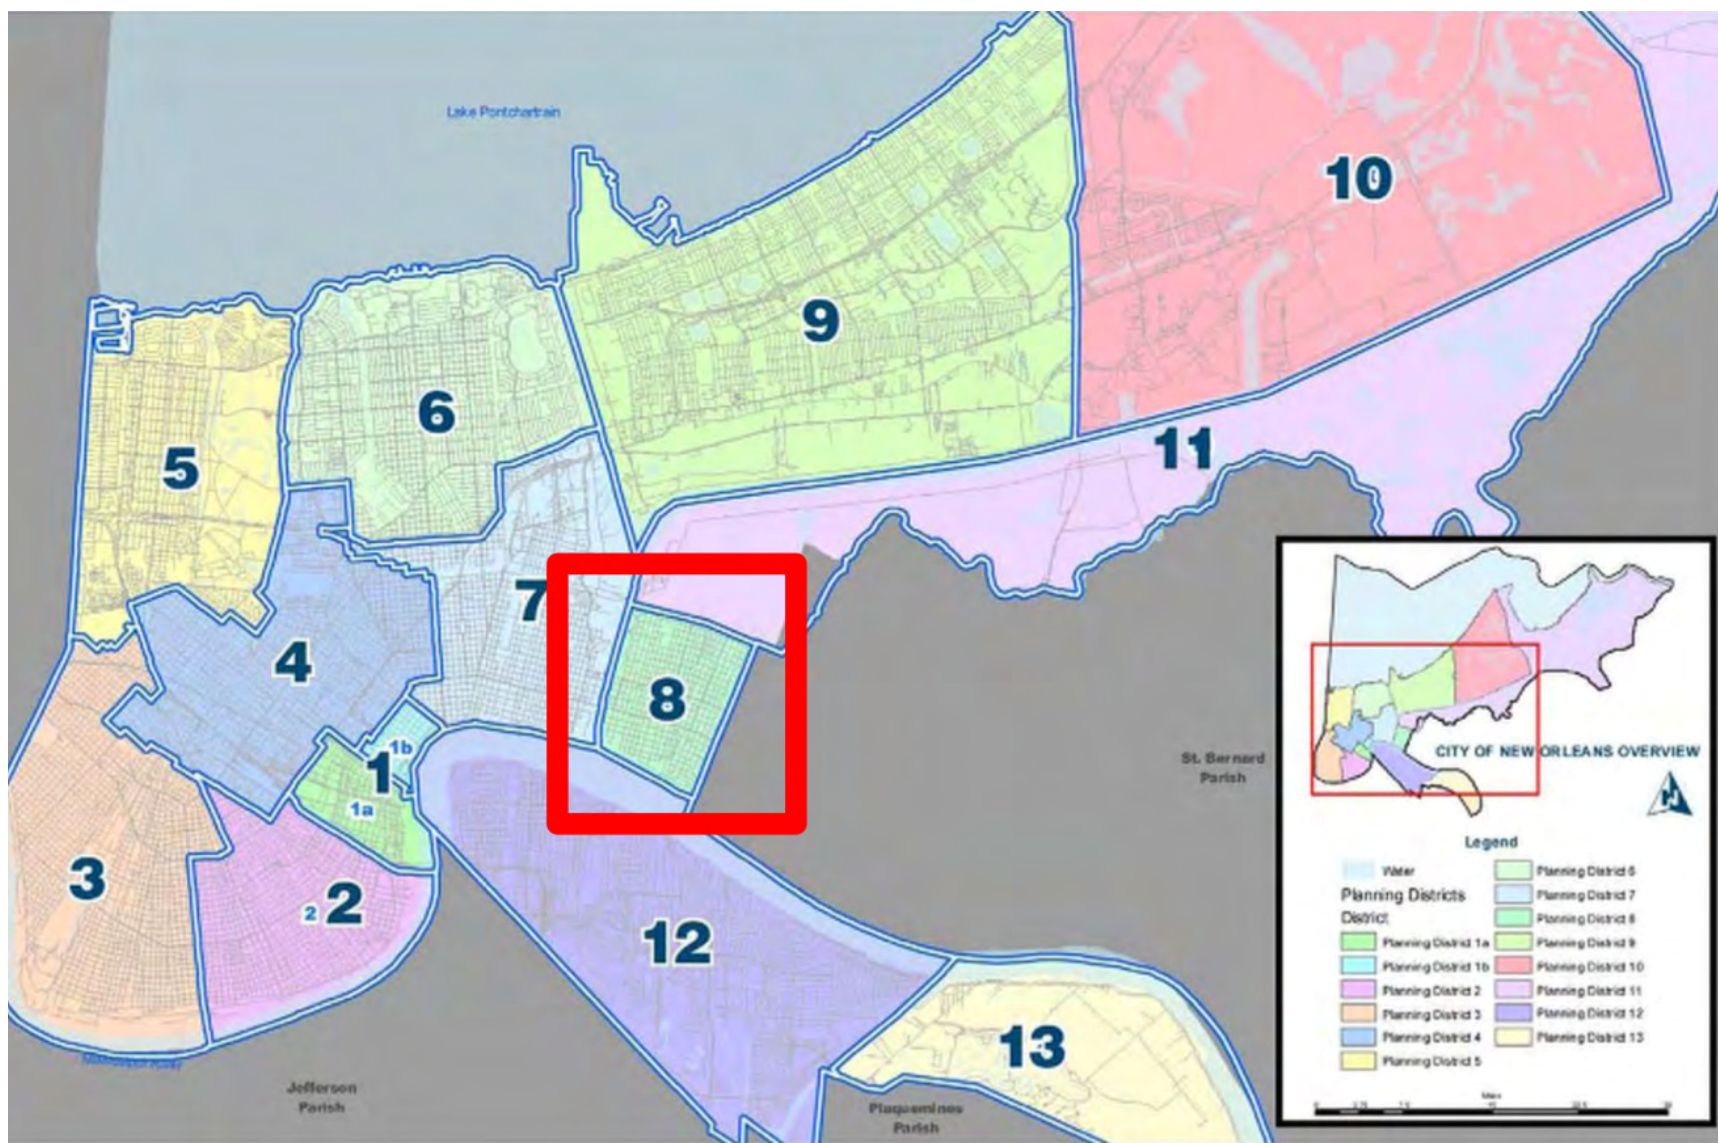 Lake Pontchartrain
10
9
11
6
5
7
4
8
1b
1
1a
St. Bernard
Parish
3
2
2
12
13
Jefferson
Parish
Plaquemines
Parish
CITY OF NEW ORLEANS OVERVIEW
N
Legend
Water
Planning Districts
District
Planning District 1a
Planning District 1b
Planning District 2
Planning District 3
Planning District 4
Planning District 5
Planning District 6
Planning District 7
Planning District 8
Planning District 9
Planning District 10
Planning District 11
Planning District 12
Planning District 13
Miles